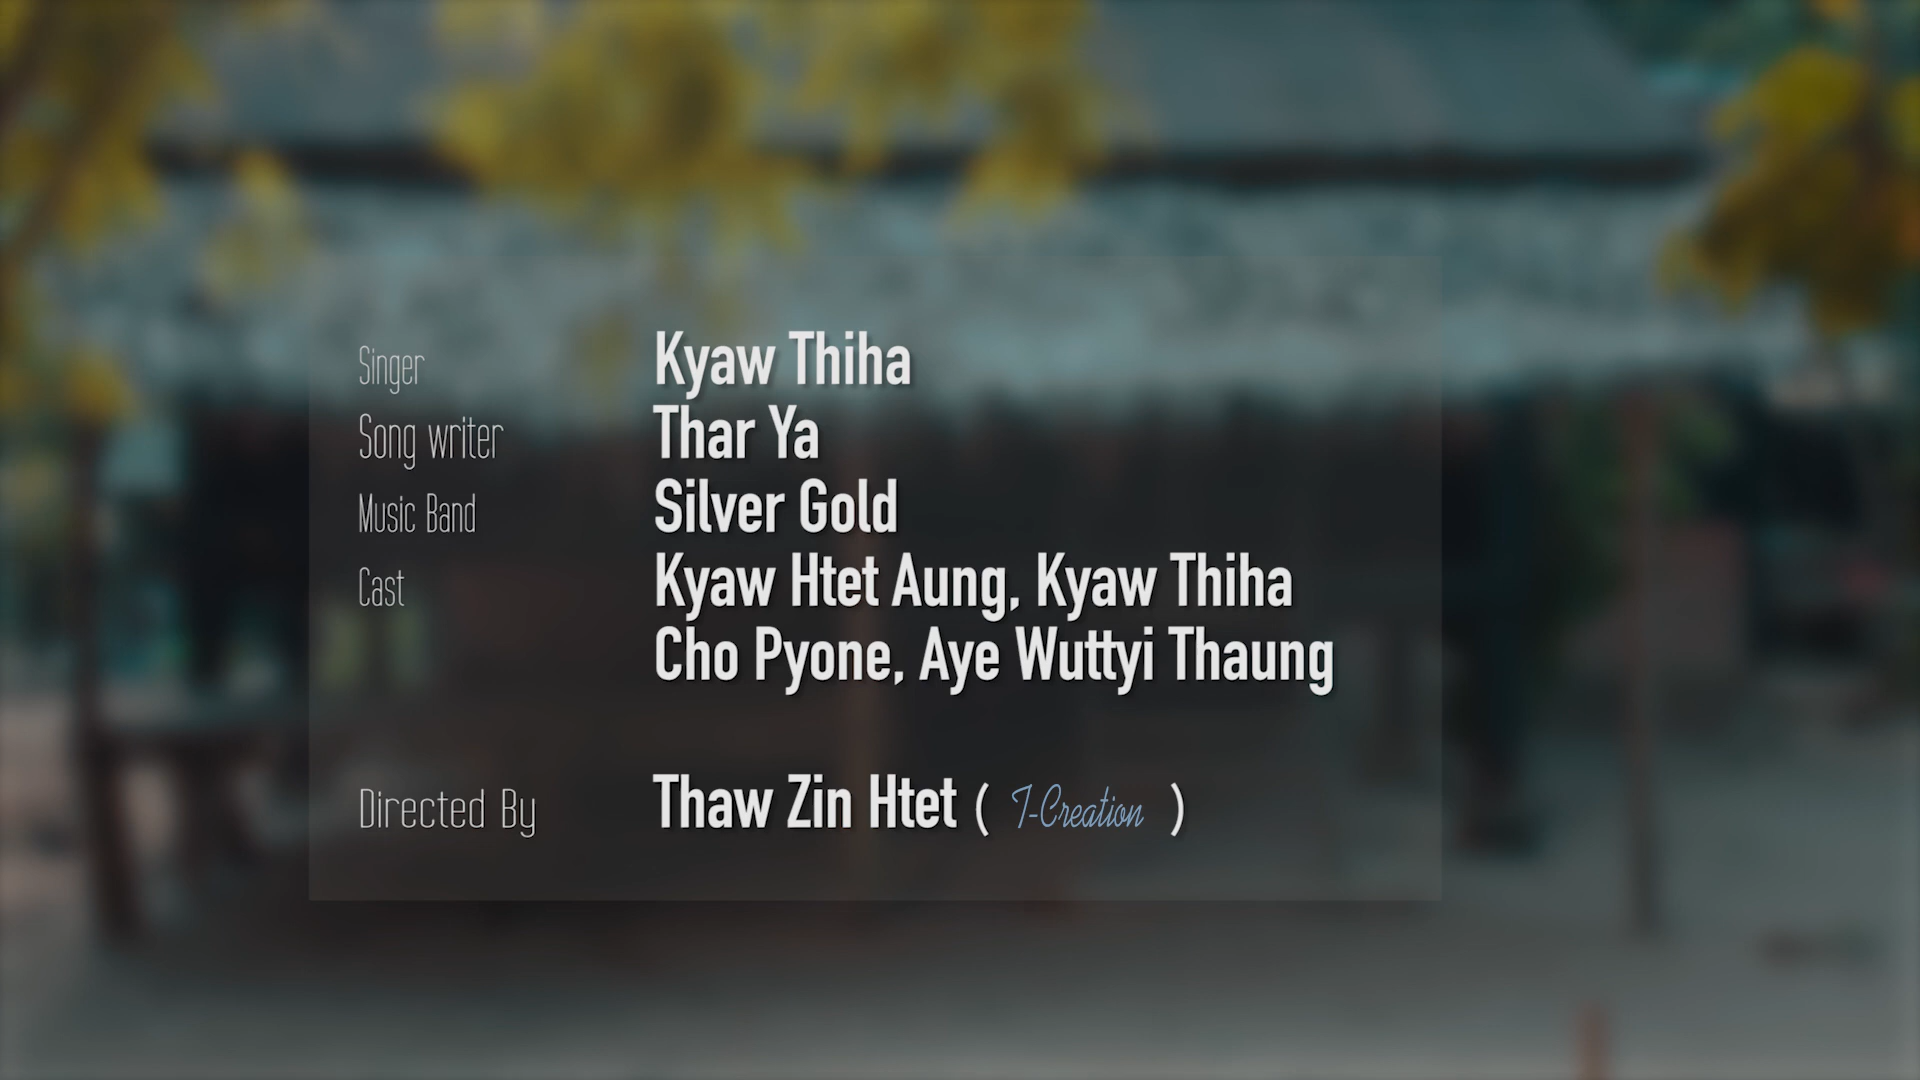 Singer Kyaw Thiha
Song writer Thar Ya
Music Band Silver Gold
Cast Kyaw Htet Aung, Kyaw Thiha
Cho Pyone, Aye Wuttyi Thaung
Directed By Thaw Zin Htet ( T-Creation )